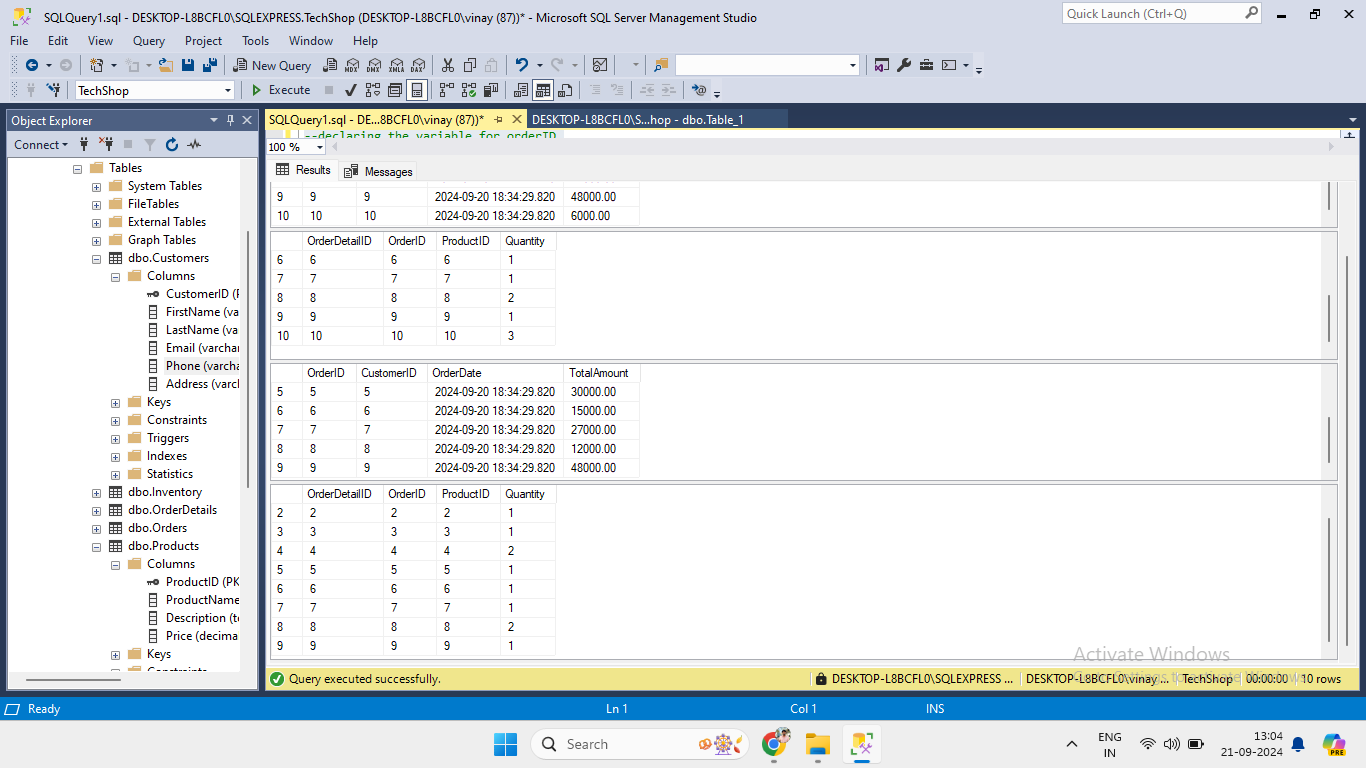 SQLQuery1.sql - DESKTOP-L8BCFL0\SQLEXPRESS.TechShop (DESKTOP-L8BCFL0\vinay (87))* - Microsoft SQL Server Management Studio
Quick Launch (Ctrl+Q)
File Edit View Query Project Tools Window Help
New Query MDX DMX XMLA DAX
TechShop Execute
Object Explorer
SQLQuery1.sql - DE...8BCFL0\vinay (87))* DESKTOP-L8BCFL0\S...hop - dbo.Table_1
--declaring the variable for orderID
Connect
100 %
Results Messages
Tables
System Tables
FileTables
External Tables
Graph Tables
dbo.Customers
Columns
CustomerID (P
FirstName (va
LastName (va
Email (varchar
Phone (varcha
Address (varcl
Keys
Constraints
Triggers
Indexes
Statistics
dbo.Inventory
dbo.OrderDetails
dbo.Orders
dbo.Products
Columns
ProductID (PK
ProductName
Description (te
Price (decima
Keys
Constraints
9 9 9 2024-09-20 18:34:29.820 48000.00
10 10 10 2024-09-20 18:34:29.820 6000.00
OrderDetailID OrderID ProductID Quantity
6 6 6 6 1
7 7 7 7 1
8 8 8 8 2
9 9 9 9 1
10 10 10 10 3
OrderID CustomerID OrderDate TotalAmount
5 5 5 2024-09-20 18:34:29.820 30000.00
6 6 6 2024-09-20 18:34:29.820 15000.00
7 7 7 2024-09-20 18:34:29.820 27000.00
8 8 8 2024-09-20 18:34:29.820 12000.00
9 9 9 2024-09-20 18:34:29.820 48000.00
OrderDetailID OrderID ProductID Quantity
2 2 2 2 1
3 3 3 3 1
4 4 4 4 2
5 5 5 5 1
6 6 6 6 1
7 7 7 7 1
8 8 8 8 2
9 9 9 9 1
Activate Windows
Go to Settings to activate Windows.
Query executed successfully. DESKTOP-L8BCFL0\SQLEXPRESS ... DESKTOP-L8BCFL0\vinay ... TechShop 00:00:00 10 rows
Ready Ln 1 Col 1 INS
Search
ENG
IN
13:04
21-09-2024
PRE